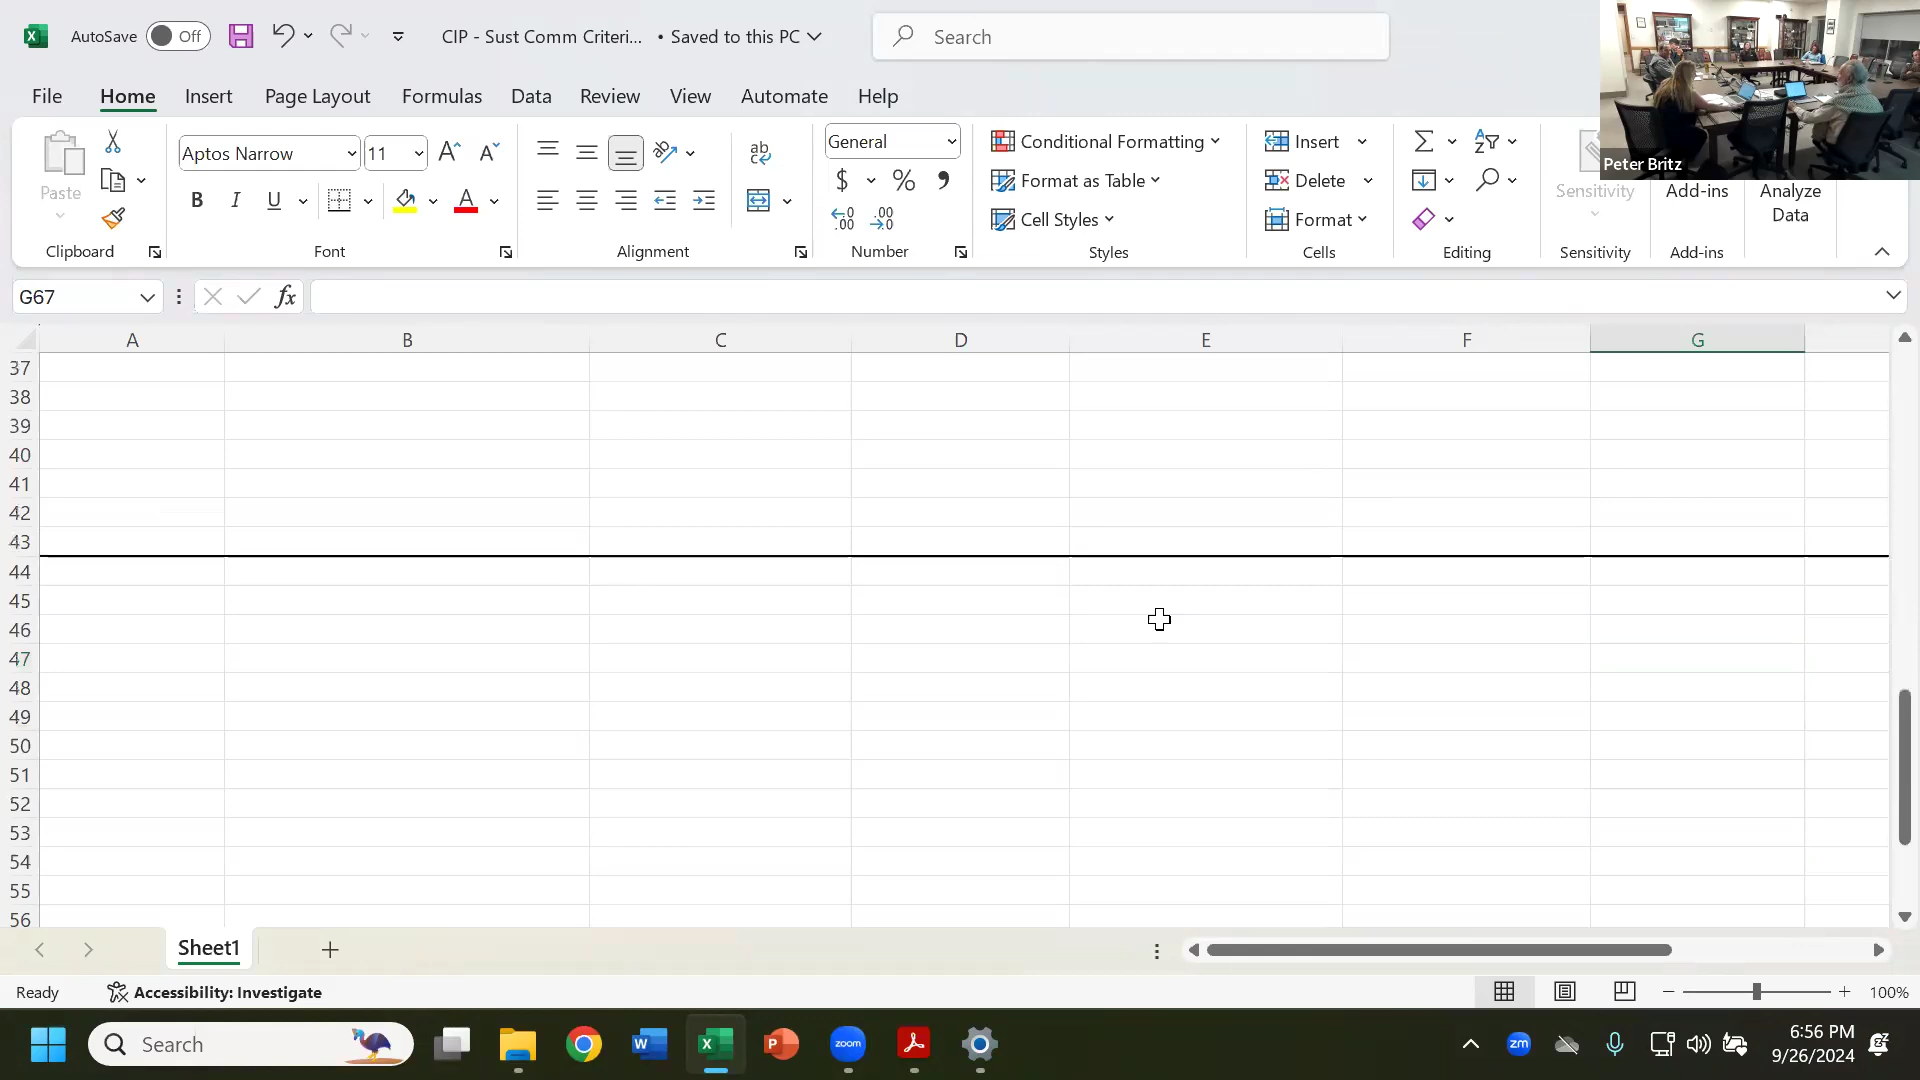 AutoSave Off CIP - Sust Comm Criteri... • Saved to this PC Search
File Home Insert Page Layout Formulas Data Review View Automate Help
Peter Britz
Paste
Clipboard
Aptos Narrow 11
B I U
Font
Alignment
General
$ %
Number
Conditional Formatting
Format as Table
Cell Styles
Styles
Insert
Delete
Format
Cells
Editing
Sensitivity
Sensitivity
Add-ins
Add-ins
Analyze
Data
G67 fx
A B C D E F G
37
38
39
40
41
42
43
44
45
46
47
48
49
50
51
52
53
54
55
56
Sheet1
Ready Accessibility: Investigate 100%
Search zoom zm 6:56 PM
9/26/2024